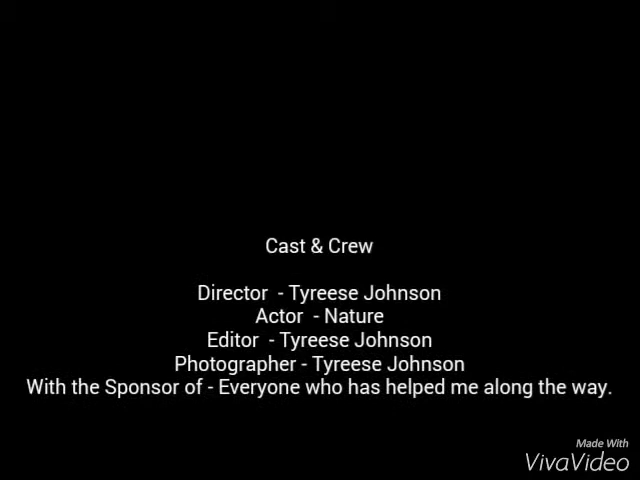 Cast & Crew
Director - Tyreese Johnson
Actor - Nature
Editor - Tyreese Johnson
Photographer - Tyreese Johnson
With the Sponsor of - Everyone who has helped me along the way.
Made With
VivaVideo